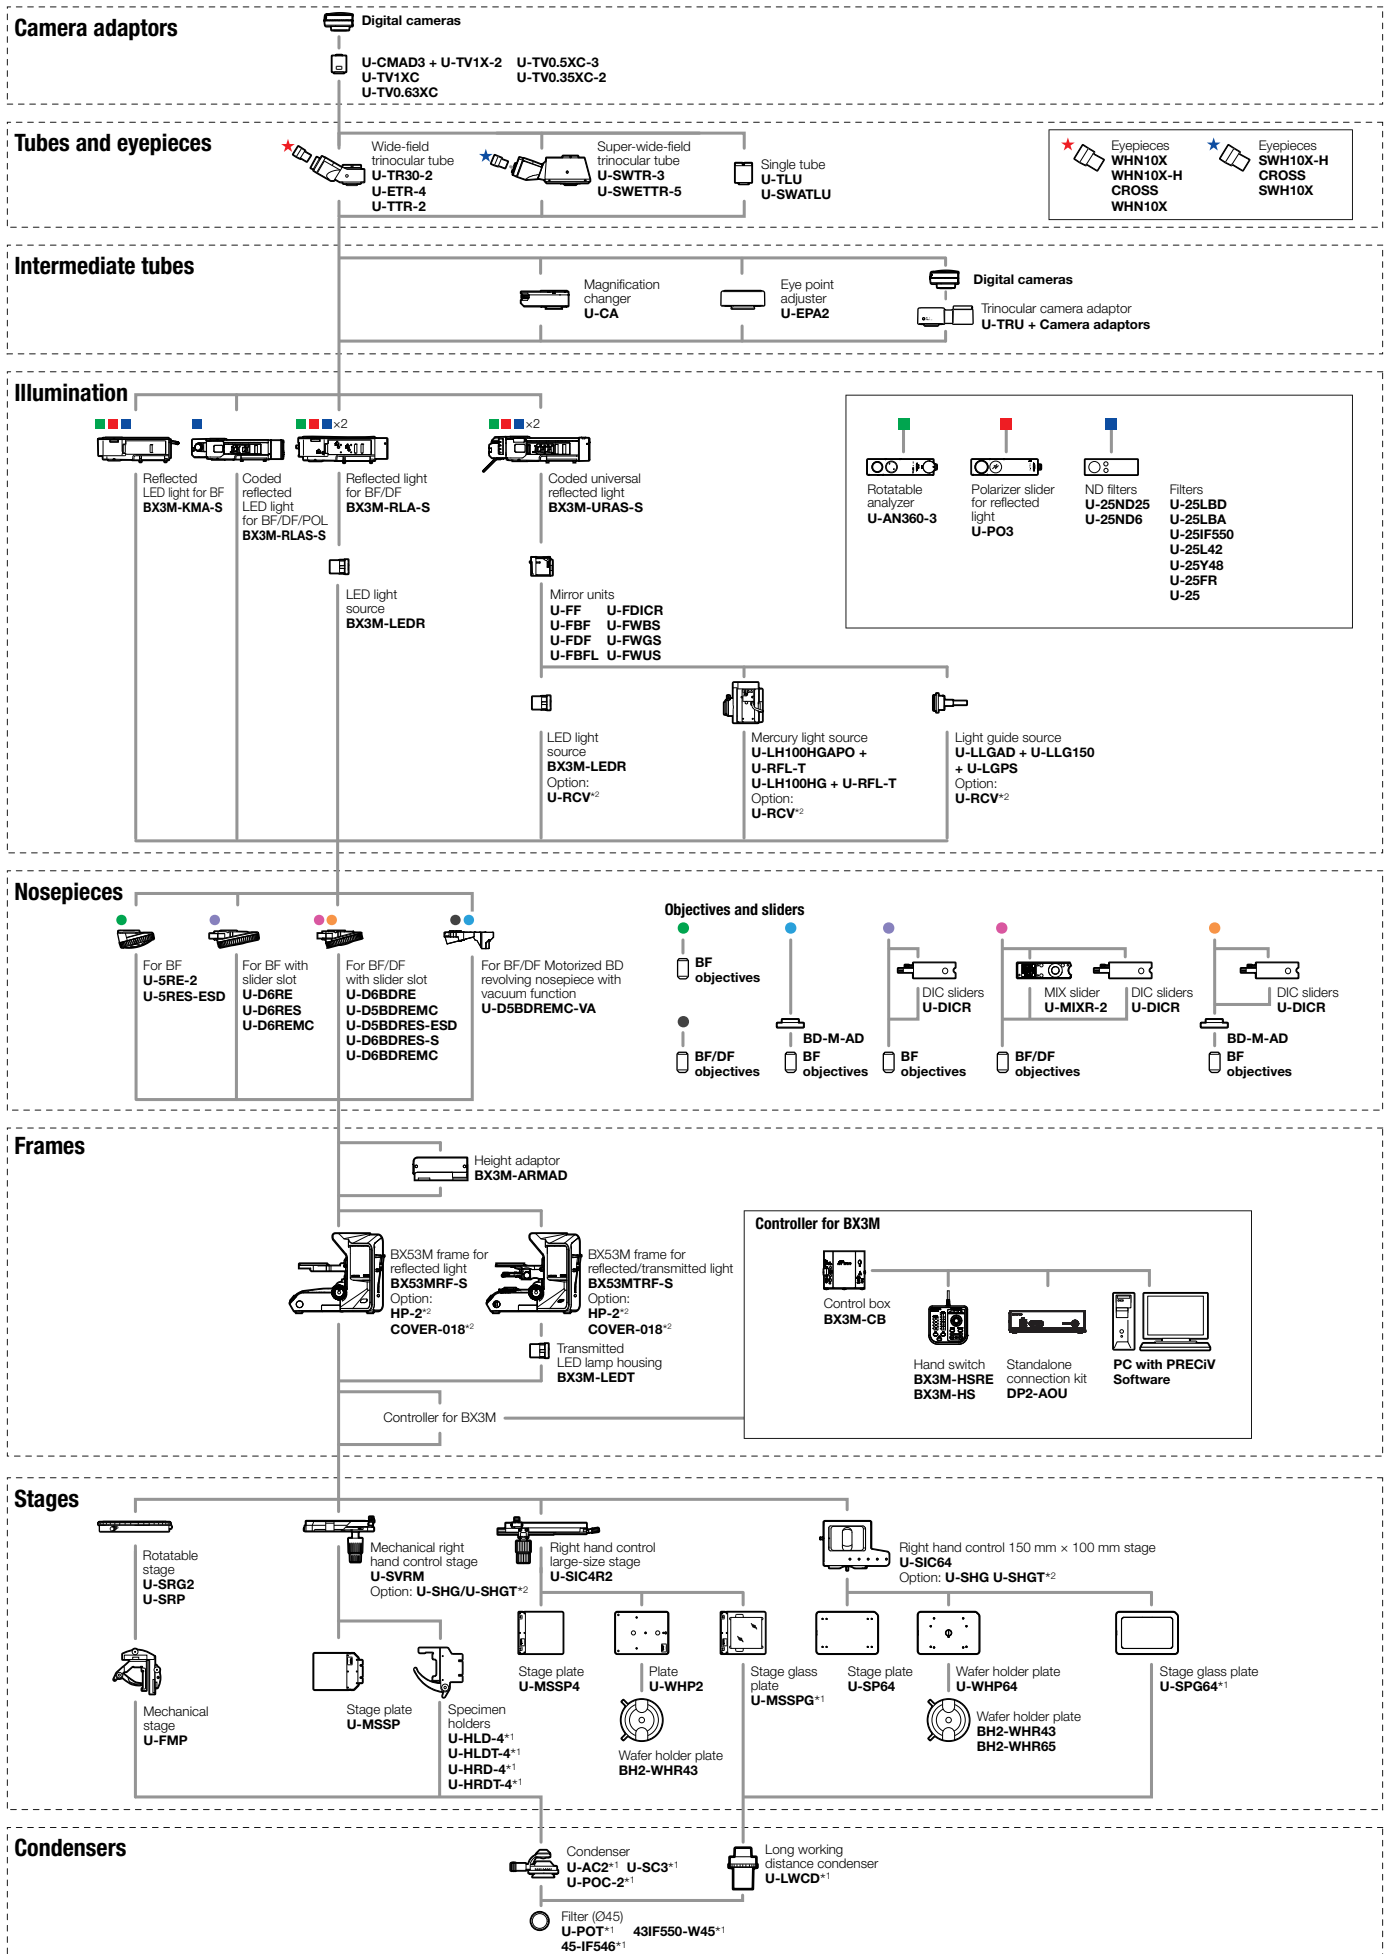 Camera adaptors
Digital cameras
U-CMAD3 + U-TV1X-2 U-TV0.5XC-3
U-TV1XC U-TV0.35XC-2
U-TV0.63XC
Tubes and eyepieces
Wide-field
trinocular tube
U-TR30-2
U-ETR-4
U-TTR-2
Super-wide-field
trinocular tube
U-SWTR-3
U-SWETTR-5
Single tube
U-TLU
U-SWATLU
Eyepieces
WHN10X
WHN10X-H
CROSS
WHN10X
Eyepieces
SWH10X-H
CROSS
SWH10X
Intermediate tubes
Magnification
changer
U-CA
Eye point
adjuster
U-EPA2
Digital cameras
Trinocular camera adaptor
U-TRU + Camera adaptors
Illumination
×2
×2
Reflected
LED light for BF
BX3M-KMA-S
Coded
reflected
LED light
for BF/DF/POL
BX3M-RLAS-S
Reflected light
for BF/DF
BX3M-RLA-S
Coded universal
reflected light
BX3M-URAS-S
Rotatable
analyzer
U-AN360-3
Polarizer slider
for reflected
light
U-PO3
ND filters
U-25ND25
U-25ND6
Filters
U-25LBD
U-25LBA
U-25IF550
U-25L42
U-25Y48
U-25FR
U-25
LED light
source
BX3M-LEDR
Mirror units
U-FF U-FDICR
U-FBF U-FWBS
U-FDF U-FWGS
U-FBFL U-FWUS
LED light
source
BX3M-LEDR
Option:
U-RCV*2
Mercury light source
U-LH100HGAPO +
U-RFL-T
U-LH100HG + U-RFL-T
Option:
U-RCV*2
Light guide source
U-LLGAD + U-LLG150
+ U-LGPS
Option:
U-RCV*2
Nosepieces
For BF
U-5RE-2
U-5RES-ESD
For BF with
slider slot
U-D6RE
U-D6RES
U-D6REMC
For BF/DF
with slider slot
U-D6BDRE
U-D5BDREMC
U-D5BDRES-ESD
U-D6BDRES-S
U-D6BDREMC
For BF/DF Motorized BD
revolving nosepiece with
vacuum function
U-D5BDREMC-VA
Objectives and sliders
BF
objectives
BF/DF
objectives
BD-M-AD
BF
objectives
DIC sliders
U-DICR
BF
objectives
MIX slider
U-MIXR-2
DIC sliders
U-DICR
BF/DF
objectives
DIC sliders
U-DICR
BD-M-AD
BF
objectives
Frames
Height adaptor
BX3M-ARMAD
BX53M frame for
reflected light
BX53MRF-S
Option:
HP-2*2
COVER-018*2
BX53M frame for
reflected/transmitted light
BX53MTRF-S
Option:
HP-2*2
COVER-018*2
Transmitted
LED lamp housing
BX3M-LEDT
Controller for BX3M
Controller for BX3M
Control box
BX3M-CB
Hand switch
BX3M-HSRE
BX3M-HS
Standalone
connection kit
DP2-AOU
PC with PRECiV
Software
Stages
Rotatable
stage
U-SRG2
U-SRP
Mechanical right
hand control stage
U-SVRM
Option: U-SHG/U-SHGT*2
Right hand control
large-size stage
U-SIC4R2
Right hand control 150 mm × 100 mm stage
U-SIC64
Option: U-SHG U-SHGT*2
Mechanical
stage
U-FMP
Stage plate
U-MSSP
Specimen
holders
U-HLD-4*1
U-HLDT-4*1
U-HRD-4*1
U-HRDT-4*1
Stage plate
U-MSSP4
Plate
U-WHP2
Wafer holder plate
BH2-WHR43
Stage glass
plate
U-MSSPG*1
Stage plate
U-SP64
Wafer holder plate
U-WHP64
Wafer holder plate
BH2-WHR43
BH2-WHR65
Stage glass plate
U-SPG64*1
Condensers
Condenser
U-AC2*1 U-SC3*1
U-POC-2*1
Long working
distance condenser
U-LWCD*1
Filter (Ø45)
U-POT*1 43IF550-W45*1
45-IF546*1